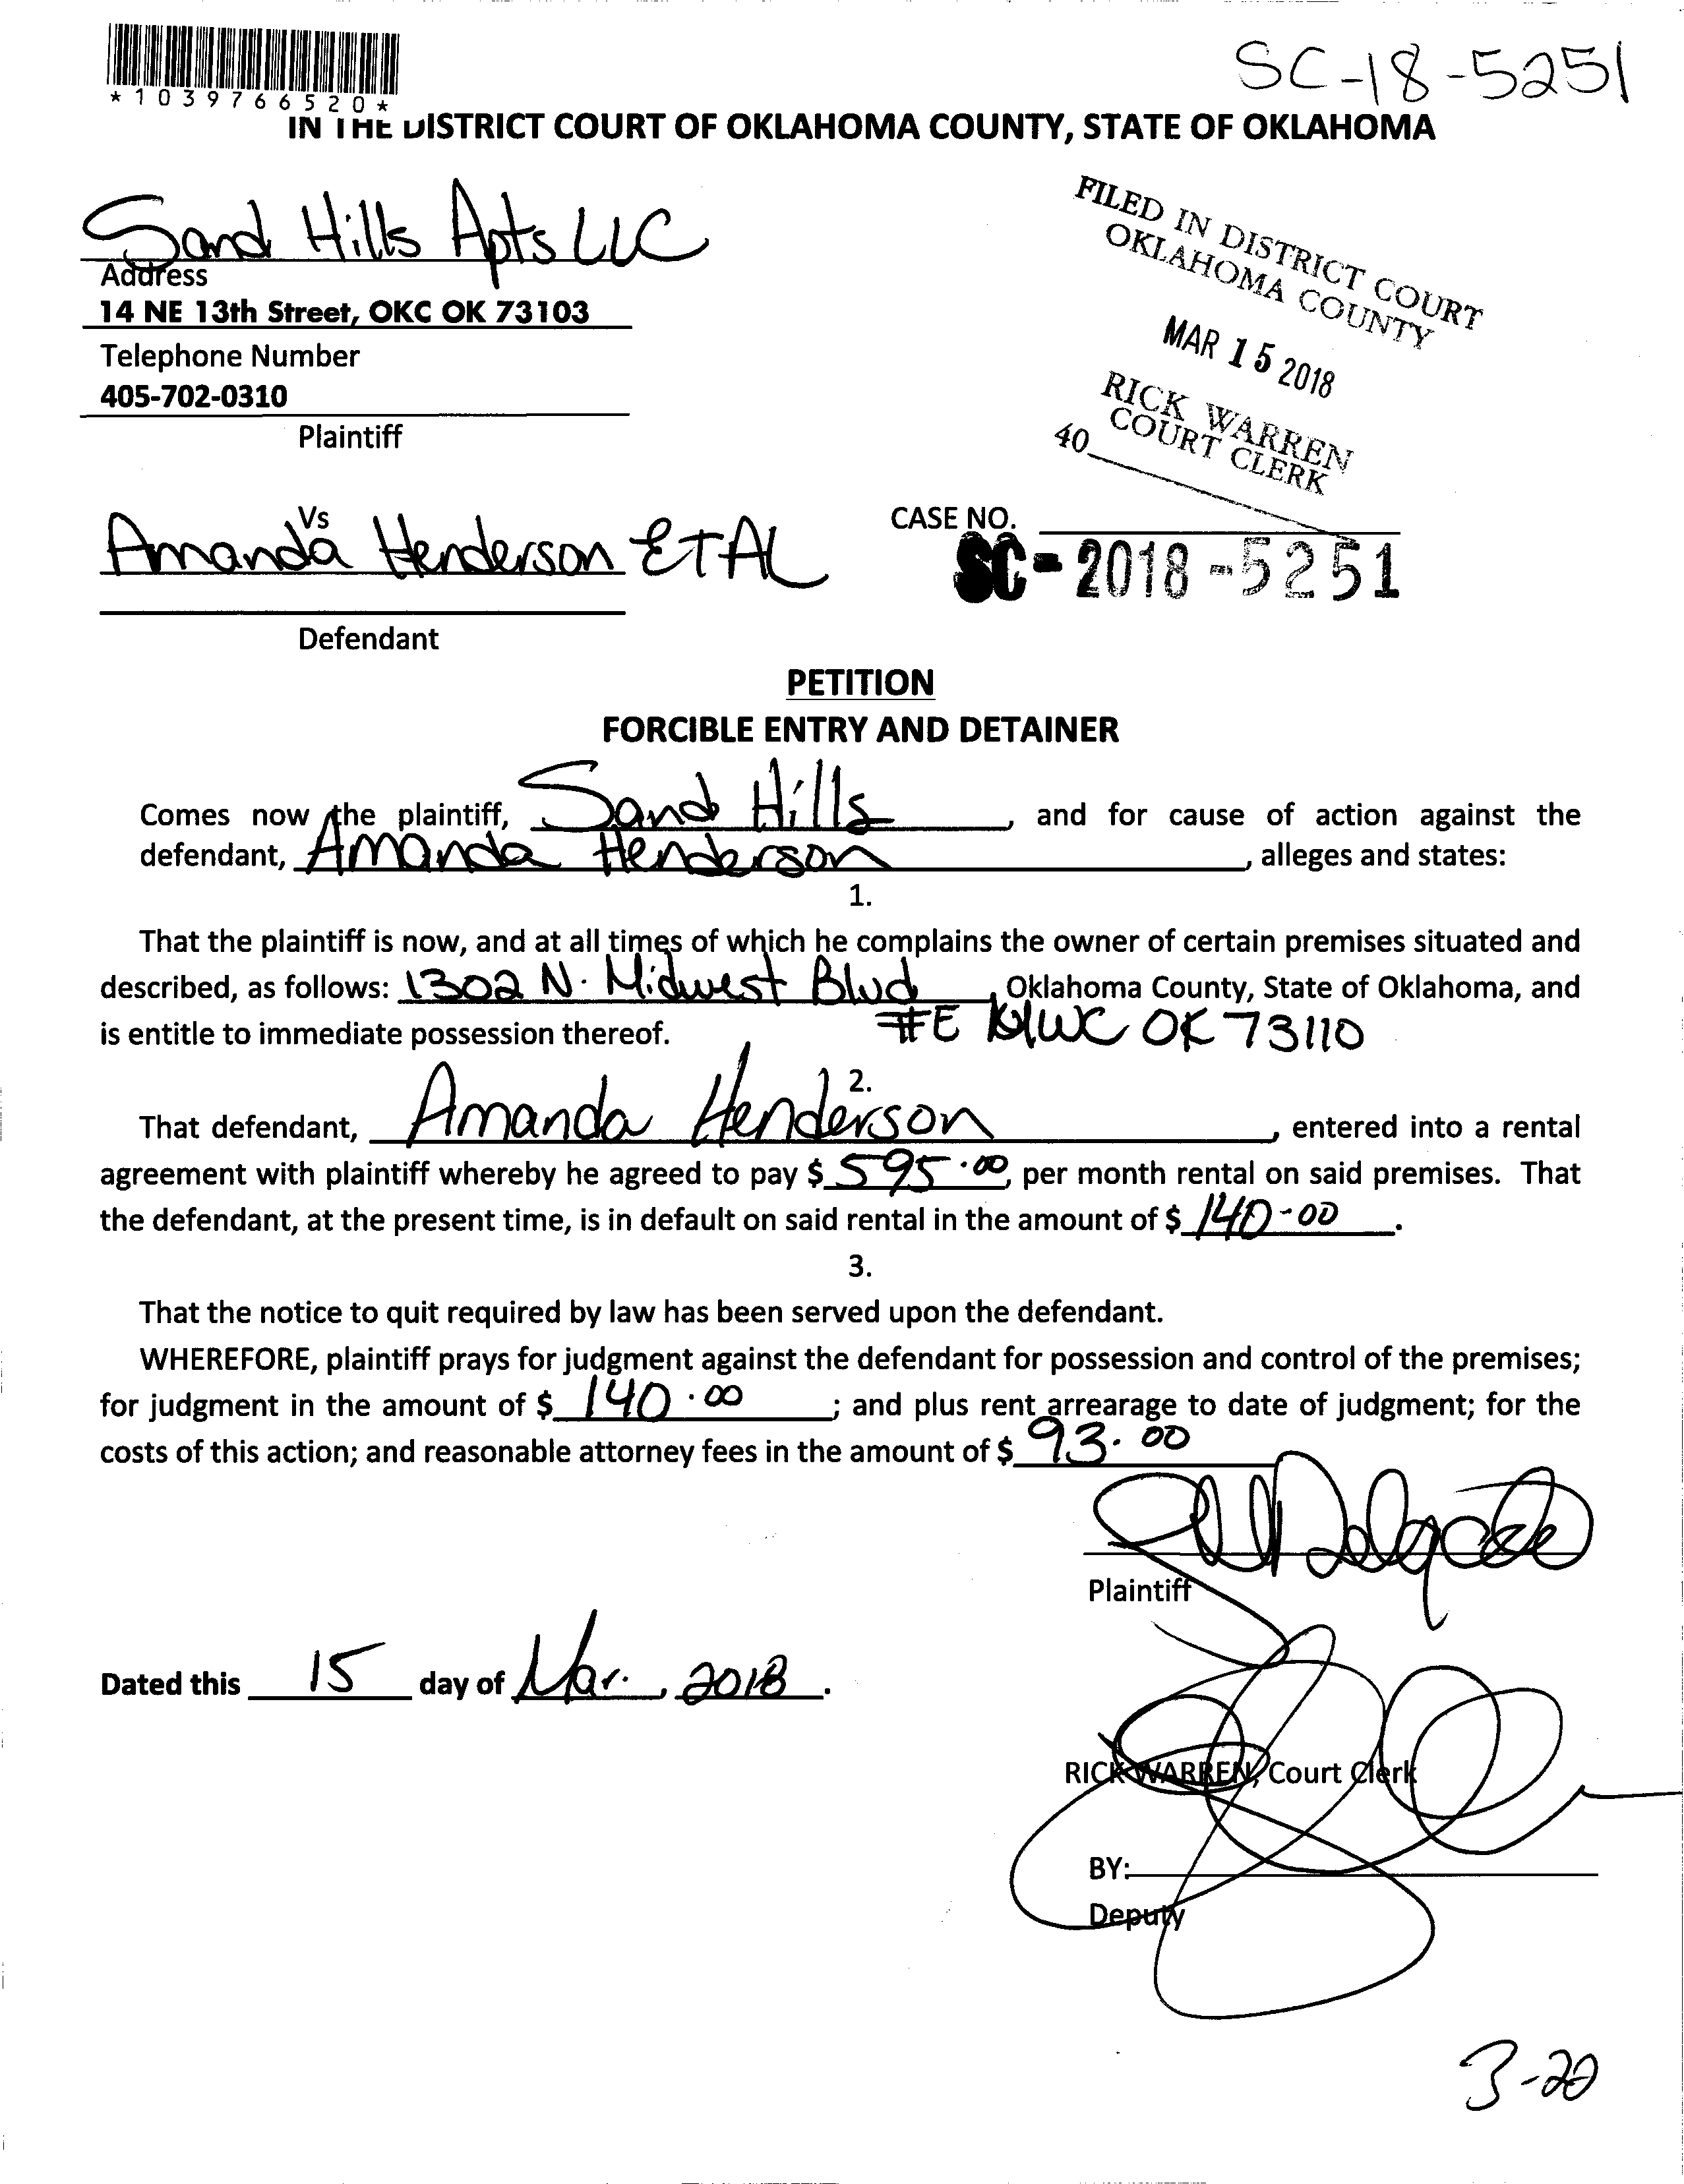 SC-18-5251
*1039766520*
IN THE DISTRICT COURT OF OKLAHOMA COUNTY, STATE OF OKLAHOMA
Sand Hills Apts LLC
Address
14 NE 13th Street, OKC OK 73103
Telephone Number
405-702-0310
Plaintiff
FILED IN DISTRICT COURT
OKLAHOMA COUNTY
MAR 15 2018
RICK WARREN
COURT CLERK
40
Vs
Amanda Henderson ETAL
Defendant
CASE NO.
SC-2018-5251
PETITION
FORCIBLE ENTRY AND DETAINER
Comes now the plaintiff, Sand Hills, and for cause of action against the
defendant, Amanda Henderson, alleges and states:
1.
That the plaintiff is now, and at all times of which he complains the owner of certain premises situated and
described, as follows: 1302 N. Midwest Blvd, Oklahoma County, State of Oklahoma, and
is entitle to immediate possession thereof. #E MWC OK 73110
2.
That defendant, Amanda Henderson, entered into a rental
agreement with plaintiff whereby he agreed to pay $ 595.00, per month rental on said premises. That
the defendant, at the present time, is in default on said rental in the amount of $ 140-00.
3.
That the notice to quit required by law has been served upon the defendant.
WHEREFORE, plaintiff prays for judgment against the defendant for possession and control of the premises;
for judgment in the amount of $ 140.00; and plus rent arrearage to date of judgment; for the
costs of this action; and reasonable attorney fees in the amount of $ 93.00
Plaintiff
Dated this 15 day of Mar., 2018.
RICK WARREN, Court Clerk
BY:
Deputy
3-20